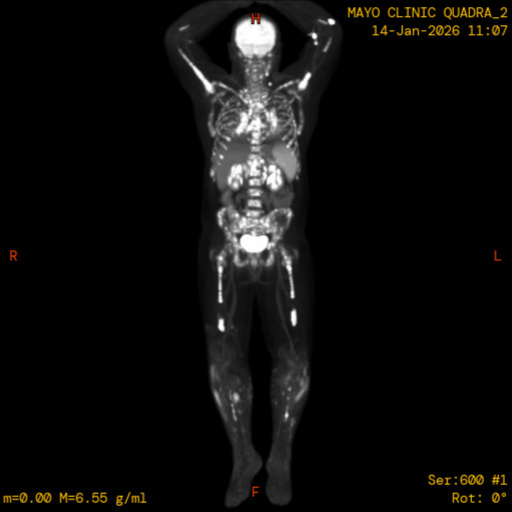 H
MAYO CLINIC QUADRA_2
14-Jan-2026 11:07
R
L
Ser:600 #1
m=0.00 M=6.55 g/ml
F
Rot: 0°